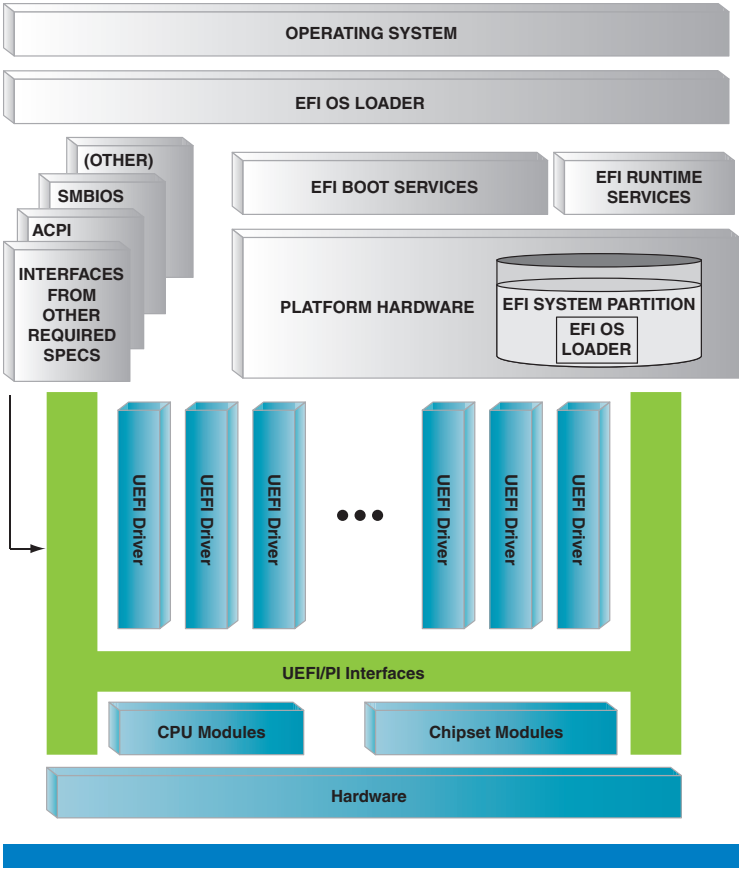 OPERATING SYSTEM
EFI OS LOADER
(OTHER)
SMBIOS
ACPI
INTERFACES
FROM
OTHER
REQUIRED
SPECS
EFI BOOT SERVICES
EFI RUNTIME
SERVICES
PLATFORM HARDWARE
EFI SYSTEM PARTITION
EFI OS
LOADER
UEFI Driver
UEFI Driver
UEFI Driver
UEFI Driver
UEFI Driver
UEFI Driver
UEFI/PI Interfaces
CPU Modules
Chipset Modules
Hardware